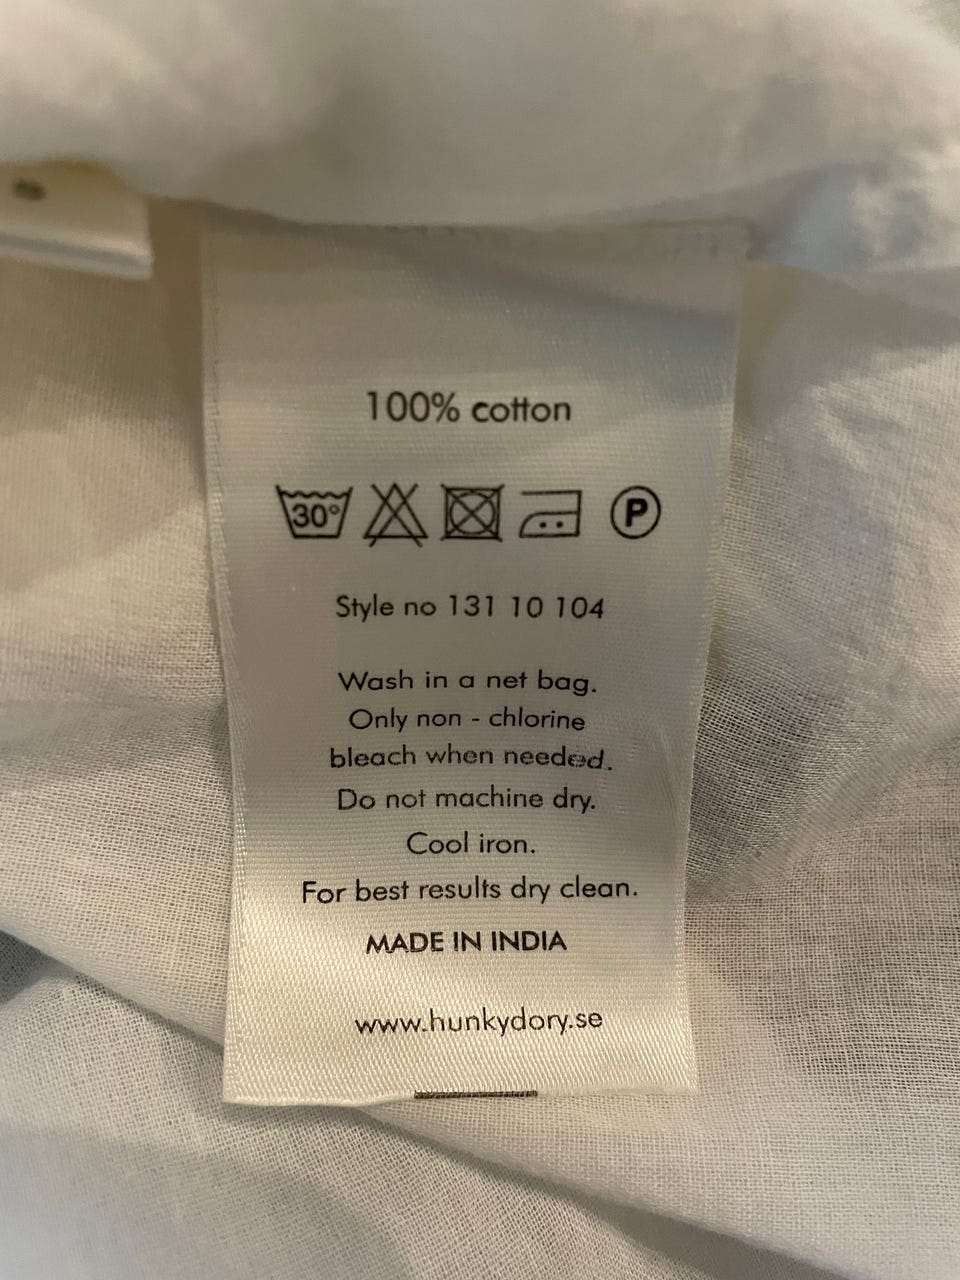 100% cotton
30°
P
Style no 131 10 104
Wash in a net bag.
Only non - chlorine
bleach when needed.
Do not machine dry.
Cool iron.
For best results dry clean.
MADE IN INDIA
www.hunkydory.se